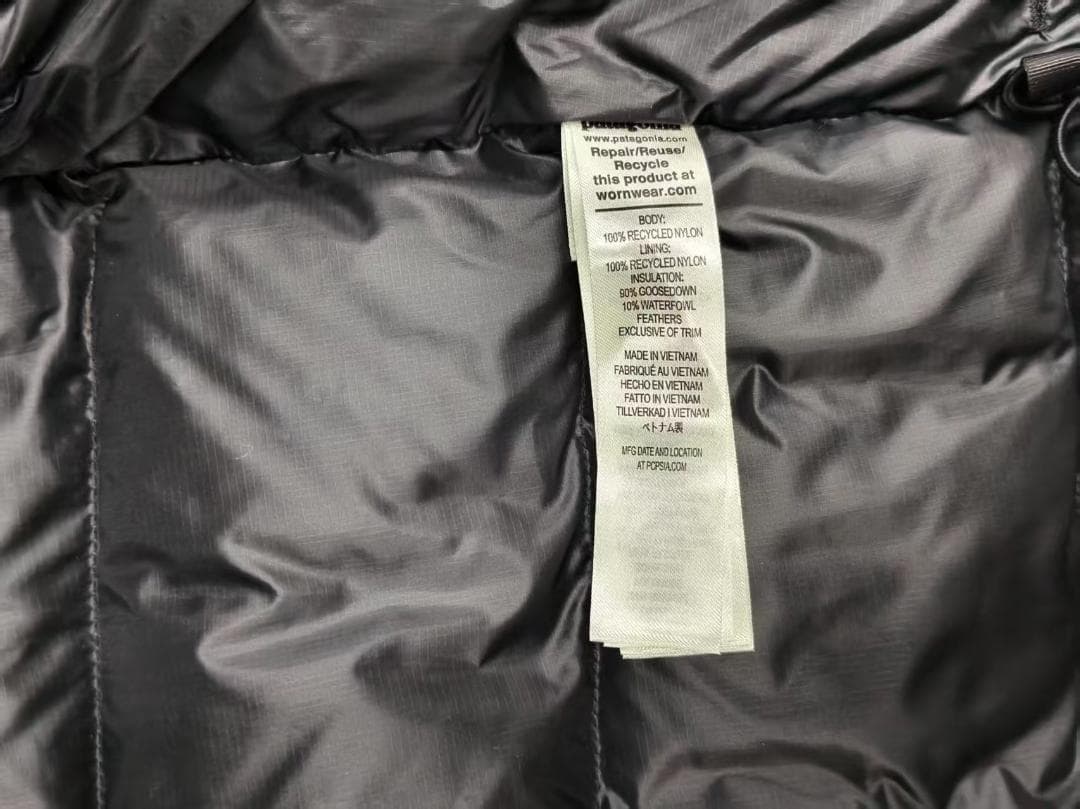 patagonia
www.patagonia.com
Repair/Reuse/
Recycle
this product at
wornwear.com
BODY:
100% RECYCLED NYLON
LINING:
100% RECYCLED NYLON
INSULATION:
90% GOOSEDOWN
10% WATERFOWL
FEATHERS
EXCLUSIVE OF TRIM
MADE IN VIETNAM
FABRIQUÉ AU VIETNAM
HECHO EN VIETNAM
FATTO IN VIETNAM
TILLVERKAD I VIETNAM
ベトナム製
MFG DATE AND LOCATION
AT PCPSIA.COM